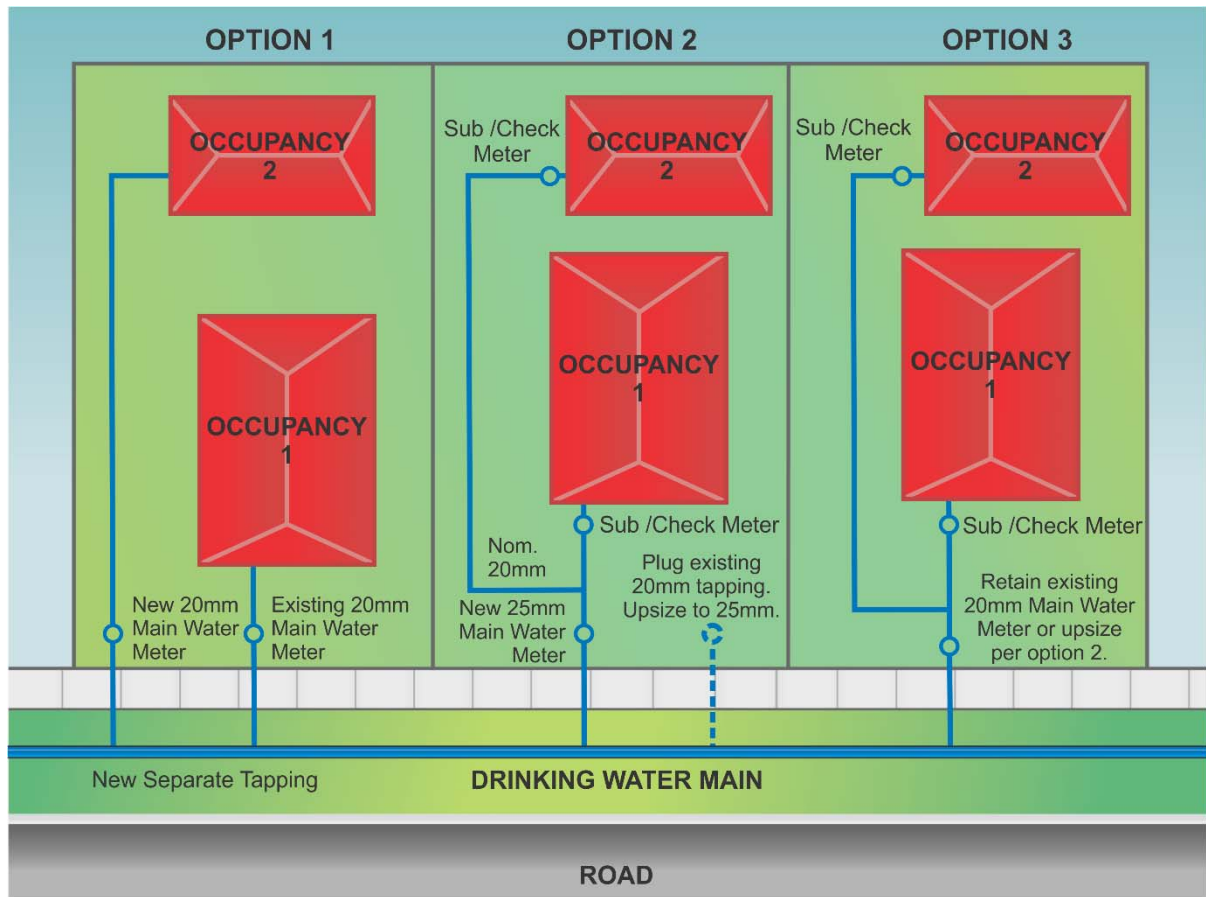 OPTION 1
OPTION 2
OPTION 3
OCCUPANCY
2
OCCUPANCY
1
New 20mm
Main Water
Meter
Existing 20mm
Main Water
Meter
Sub /Check
Meter
OCCUPANCY
2
OCCUPANCY
1
Sub /Check Meter
Nom.
20mm
New 25mm
Main Water
Meter
Plug existing
20mm tapping.
Upsize to 25mm.
Sub /Check
Meter
OCCUPANCY
2
OCCUPANCY
1
Sub /Check Meter
Retain existing
20mm Main Water
Meter or upsize
per option 2.
New Separate Tapping
DRINKING WATER MAIN
ROAD